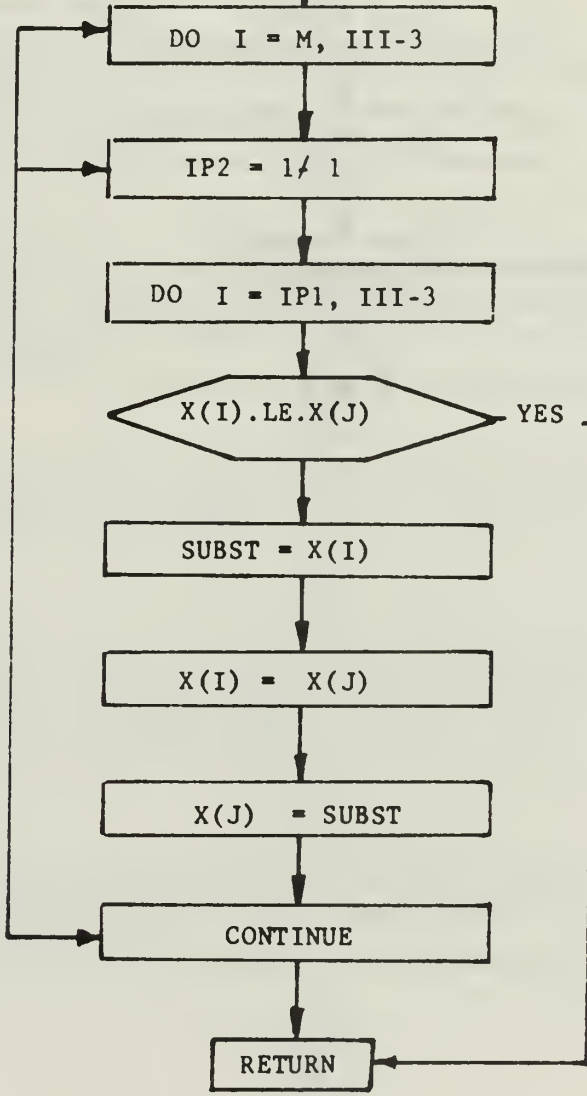 DO I = M, III-3
IP2 = 1/ 1
DO I = IP1, III-3
X(I).LE.X(J)
YES
SUBST = X(I)
X(I) = X(J)
X(J) = SUBST
CONTINUE
RETURN